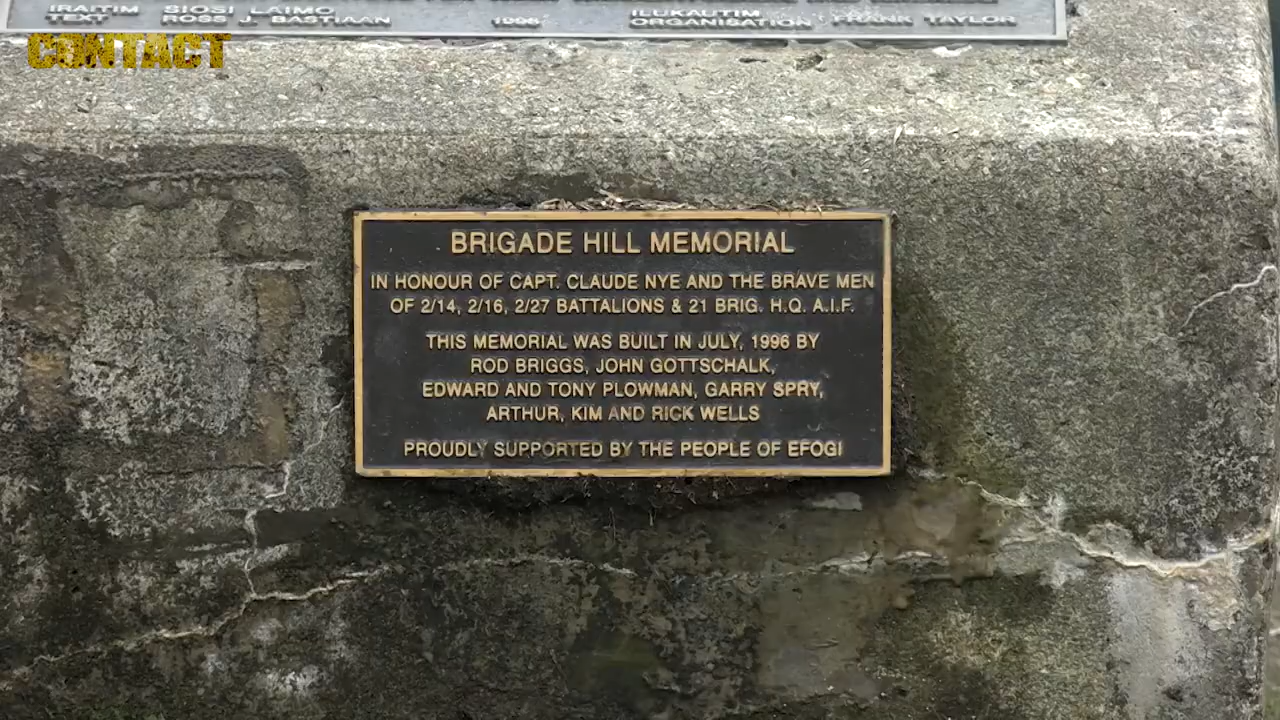 IRAITIM SIOSI LAIMO ILUKAUTIM
TEXT ROSS J. BASTIAAN 1996 ORGANISATION FRANK TAYLOR
CONTACT
BRIGADE HILL MEMORIAL
IN HONOUR OF CAPT. CLAUDE NYE AND THE BRAVE MEN
OF 2/14, 2/16, 2/27 BATTALIONS & 21 BRIG. H.Q. A.I.F.
THIS MEMORIAL WAS BUILT IN JULY, 1996 BY
ROD BRIGGS, JOHN GOTTSCHALK,
EDWARD AND TONY PLOWMAN, GARRY SPRY,
ARTHUR, KIM AND RICK WELLS
PROUDLY SUPPORTED BY THE PEOPLE OF EFOGI